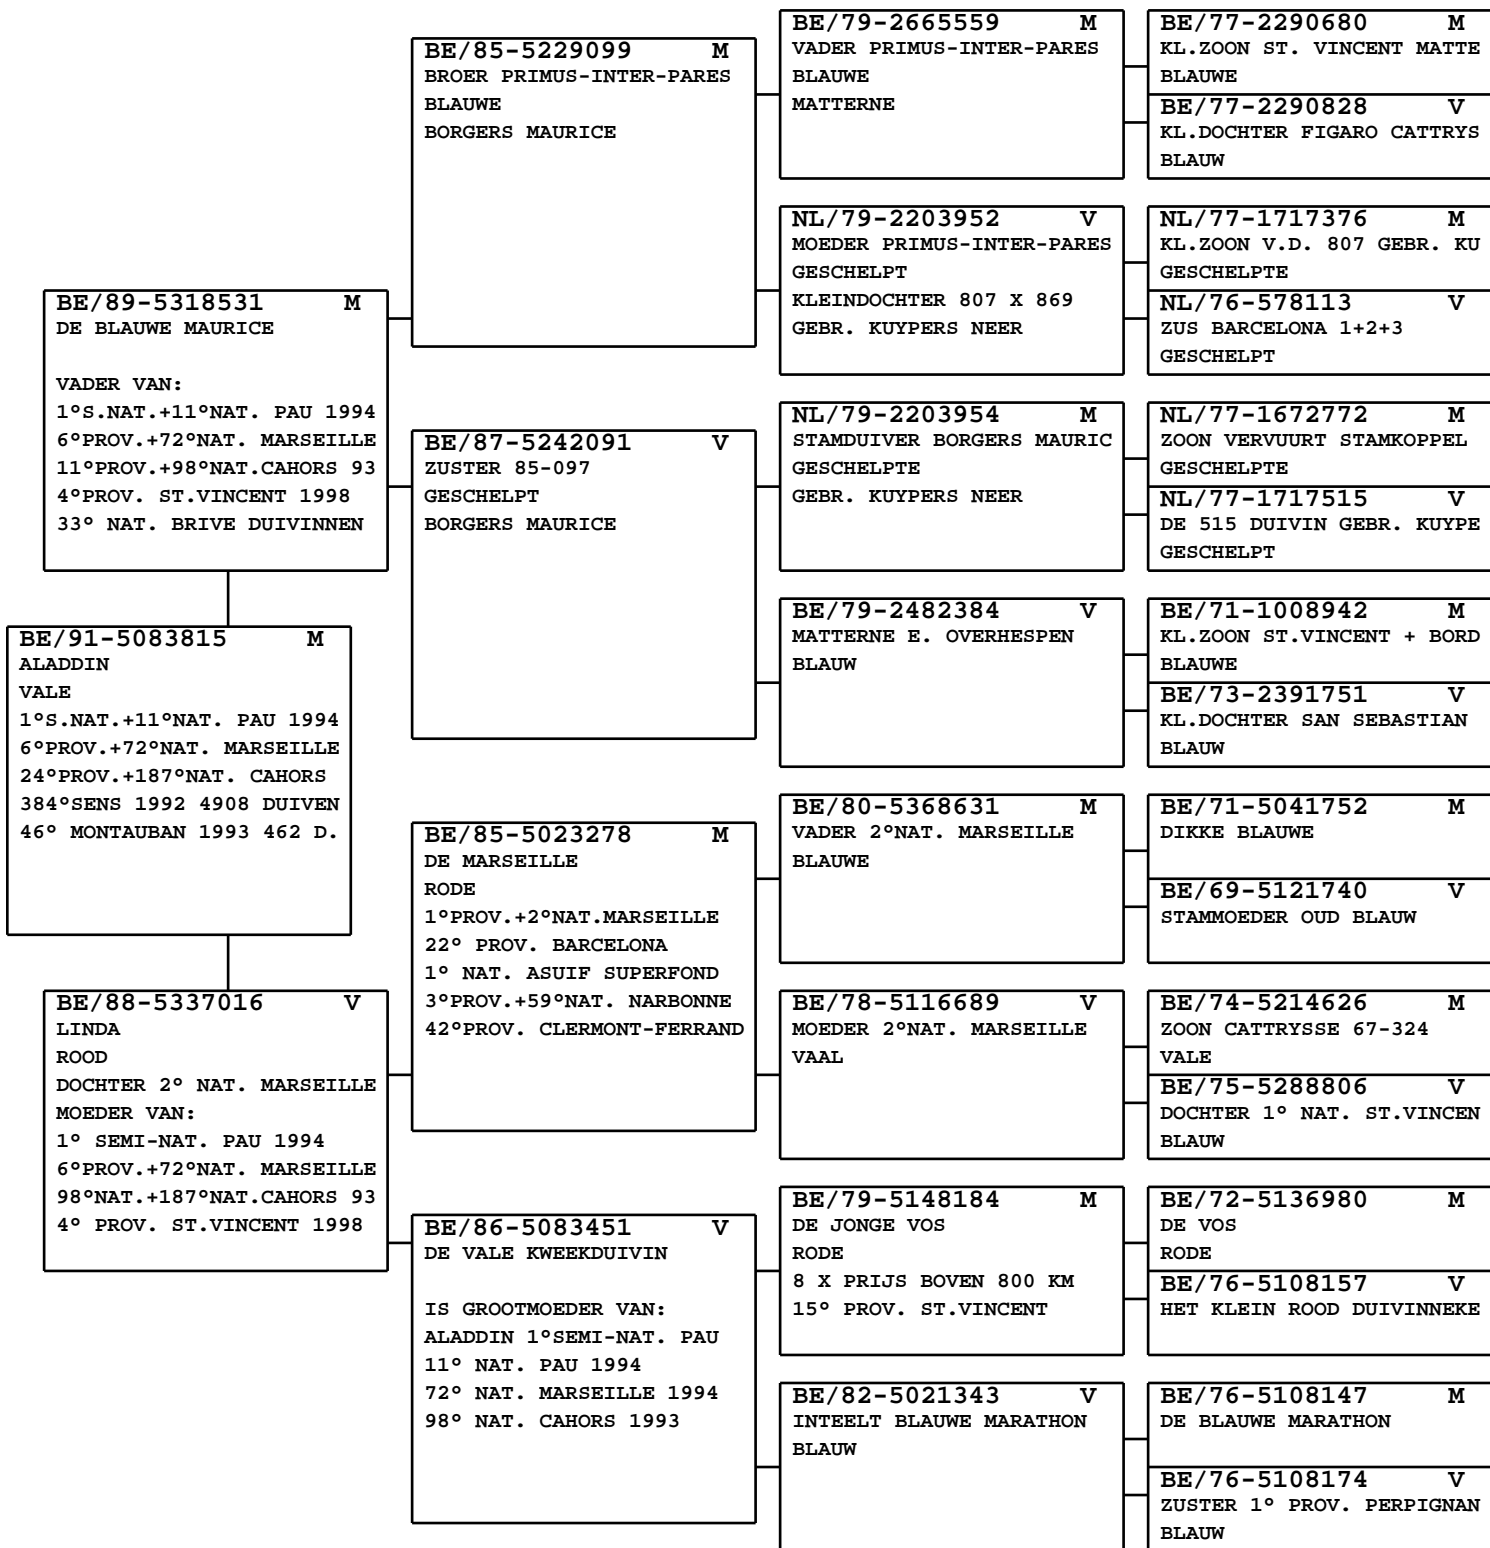 BE/91-5083815 M
ALADDIN
VALE
1°S.NAT.+11°NAT. PAU 1994
6°PROV.+72°NAT. MARSEILLE
24°PROV.+187°NAT. CAHORS
384°SENS 1992 4908 DUIVEN
46° MONTAUBAN 1993 462 D.
BE/89-5318531 M
DE BLAUWE MAURICE
VADER VAN:
1°S.NAT.+11°NAT. PAU 1994
6°PROV.+72°NAT. MARSEILLE
11°PROV.+98°NAT.CAHORS 93
4°PROV. ST.VINCENT 1998
33° NAT. BRIVE DUIVINNEN
BE/88-5337016 V
LINDA
ROOD
DOCHTER 2° NAT. MARSEILLE
MOEDER VAN:
1° SEMI-NAT. PAU 1994
6°PROV.+72°NAT. MARSEILLE
98°NAT.+187°NAT.CAHORS 93
4° PROV. ST.VINCENT 1998
BE/85-5229099 M
BROER PRIMUS-INTER-PARES
BLAUWE
BORGERS MAURICE
BE/87-5242091 V
ZUSTER 85-097
GESCHELPT
BORGERS MAURICE
BE/85-5023278 M
DE MARSEILLE
RODE
1°PROV.+2°NAT.MARSEILLE
22° PROV. BARCELONA
1° NAT. ASUIF SUPERFOND
3°PROV.+59°NAT. NARBONNE
42°PROV. CLERMONT-FERRAND
BE/86-5083451 V
DE VALE KWEEKDUIVIN
IS GROOTMOEDER VAN:
ALADDIN 1°SEMI-NAT. PAU
11° NAT. PAU 1994
72° NAT. MARSEILLE 1994
98° NAT. CAHORS 1993
BE/79-2665559 M
VADER PRIMUS-INTER-PARES
BLAUWE
MATTERNE
NL/79-2203952 V
MOEDER PRIMUS-INTER-PARES
GESCHELPT
KLEINDOCHTER 807 X 869
GEBR. KUYPERS NEER
NL/79-2203954 M
STAMDUIVER BORGERS MAURIC
GESCHELPTE
GEBR. KUYPERS NEER
BE/79-2482384 V
MATTERNE E. OVERHESPEN
BLAUW
BE/80-5368631 M
VADER 2°NAT. MARSEILLE
BLAUWE
BE/78-5116689 V
MOEDER 2°NAT. MARSEILLE
VAAL
BE/79-5148184 M
DE JONGE VOS
RODE
8 X PRIJS BOVEN 800 KM
15° PROV. ST.VINCENT
BE/82-5021343 V
INTEELT BLAUWE MARATHON
BLAUW
BE/77-2290680 M
KL.ZOON ST. VINCENT MATTE
BLAUWE
BE/77-2290828 V
KL.DOCHTER FIGARO CATTRYS
BLAUW
NL/77-1717376 M
KL.ZOON V.D. 807 GEBR. KU
GESCHELPTE
NL/76-578113 V
ZUS BARCELONA 1+2+3
GESCHELPT
NL/77-1672772 M
ZOON VERVUURT STAMKOPPEL
GESCHELPTE
NL/77-1717515 V
DE 515 DUIVIN GEBR. KUYPE
GESCHELPT
BE/71-1008942 M
KL.ZOON ST.VINCENT + BORD
BLAUWE
BE/73-2391751 V
KL.DOCHTER SAN SEBASTIAN
BLAUW
BE/71-5041752 M
DIKKE BLAUWE
BE/69-5121740 V
STAMMOEDER OUD BLAUW
BE/74-5214626 M
ZOON CATTRYSSE 67-324
VALE
BE/75-5288806 V
DOCHTER 1° NAT. ST.VINCEN
BLAUW
BE/72-5136980 M
DE VOS
RODE
BE/76-5108157 V
HET KLEIN ROOD DUIVINNEKE
BE/76-5108147 M
DE BLAUWE MARATHON
BE/76-5108174 V
ZUSTER 1° PROV. PERPIGNAN
BLAUW